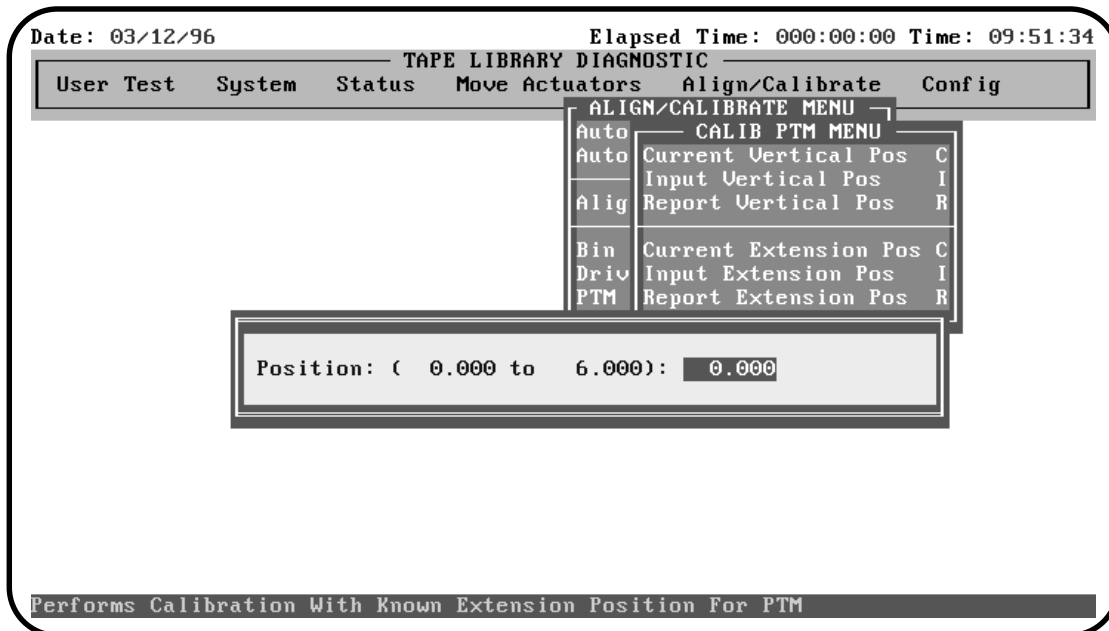 Date: 03/12/96 Elapsed Time: 000:00:00 Time: 09:51:34
TAPE LIBRARY DIAGNOSTIC
User Test System Status Move Actuators Align/Calibrate Config
ALIGN/CALIBRATE MENU
Auto CALIB PTM MENU
Auto Current Vertical Pos C
Input Vertical Pos I
Alig Report Vertical Pos R
Bin Current Extension Pos C
Driv Input Extension Pos I
PTM Report Extension Pos R
Position: ( 0.000 to 6.000): 0.000
Performs Calibration With Known Extension Position For PTM